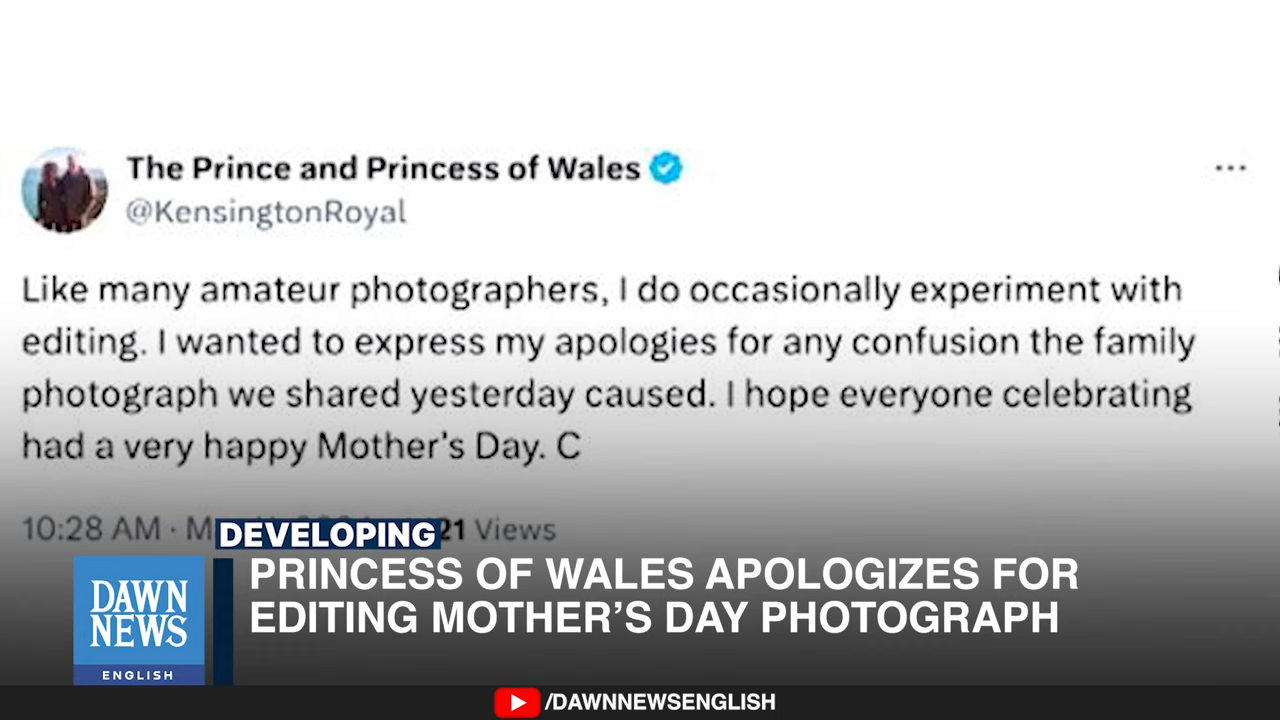 The Prince and Princess of Wales
@KensingtonRoyal
...
Like many amateur photographers, I do occasionally experiment with
editing. I wanted to express my apologies for any confusion the family
photograph we shared yesterday caused. I hope everyone celebrating
had a very happy Mother's Day. C
10:28 AM · 21 Views
DEVELOPING
PRINCESS OF WALES APOLOGIZES FOR
EDITING MOTHER’S DAY PHOTOGRAPH
DAWN
NEWS
ENGLISH
/DAWNNEWSENGLISH